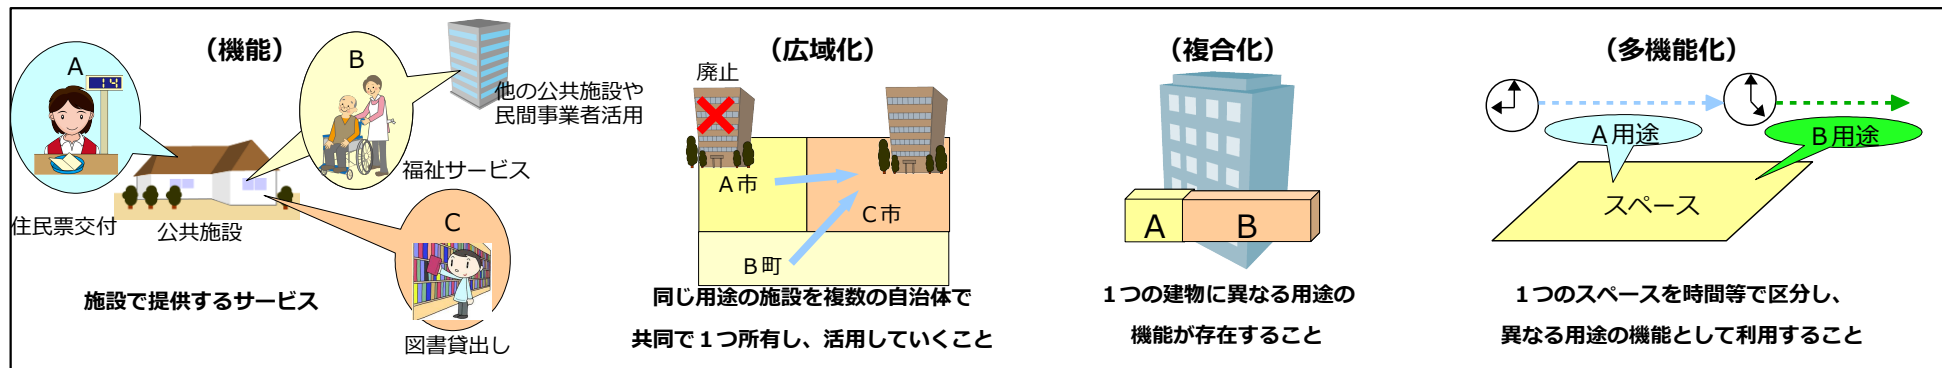 （機能）
A
14
B
他の公共施設や
民間事業者活用
福祉サービス
住民票交付
公共施設
C
図書貸出し
施設で提供するサービス
（広域化）
廃止
A市
C市
B町
同じ用途の施設を複数の自治体で
共同で１つ所有し、活用していくこと
（複合化）
A
B
１つの建物に異なる用途の
機能が存在すること
（多機能化）
A用途
B用途
スペース
１つのスペースを時間等で区分し、
異なる用途の機能として利用すること